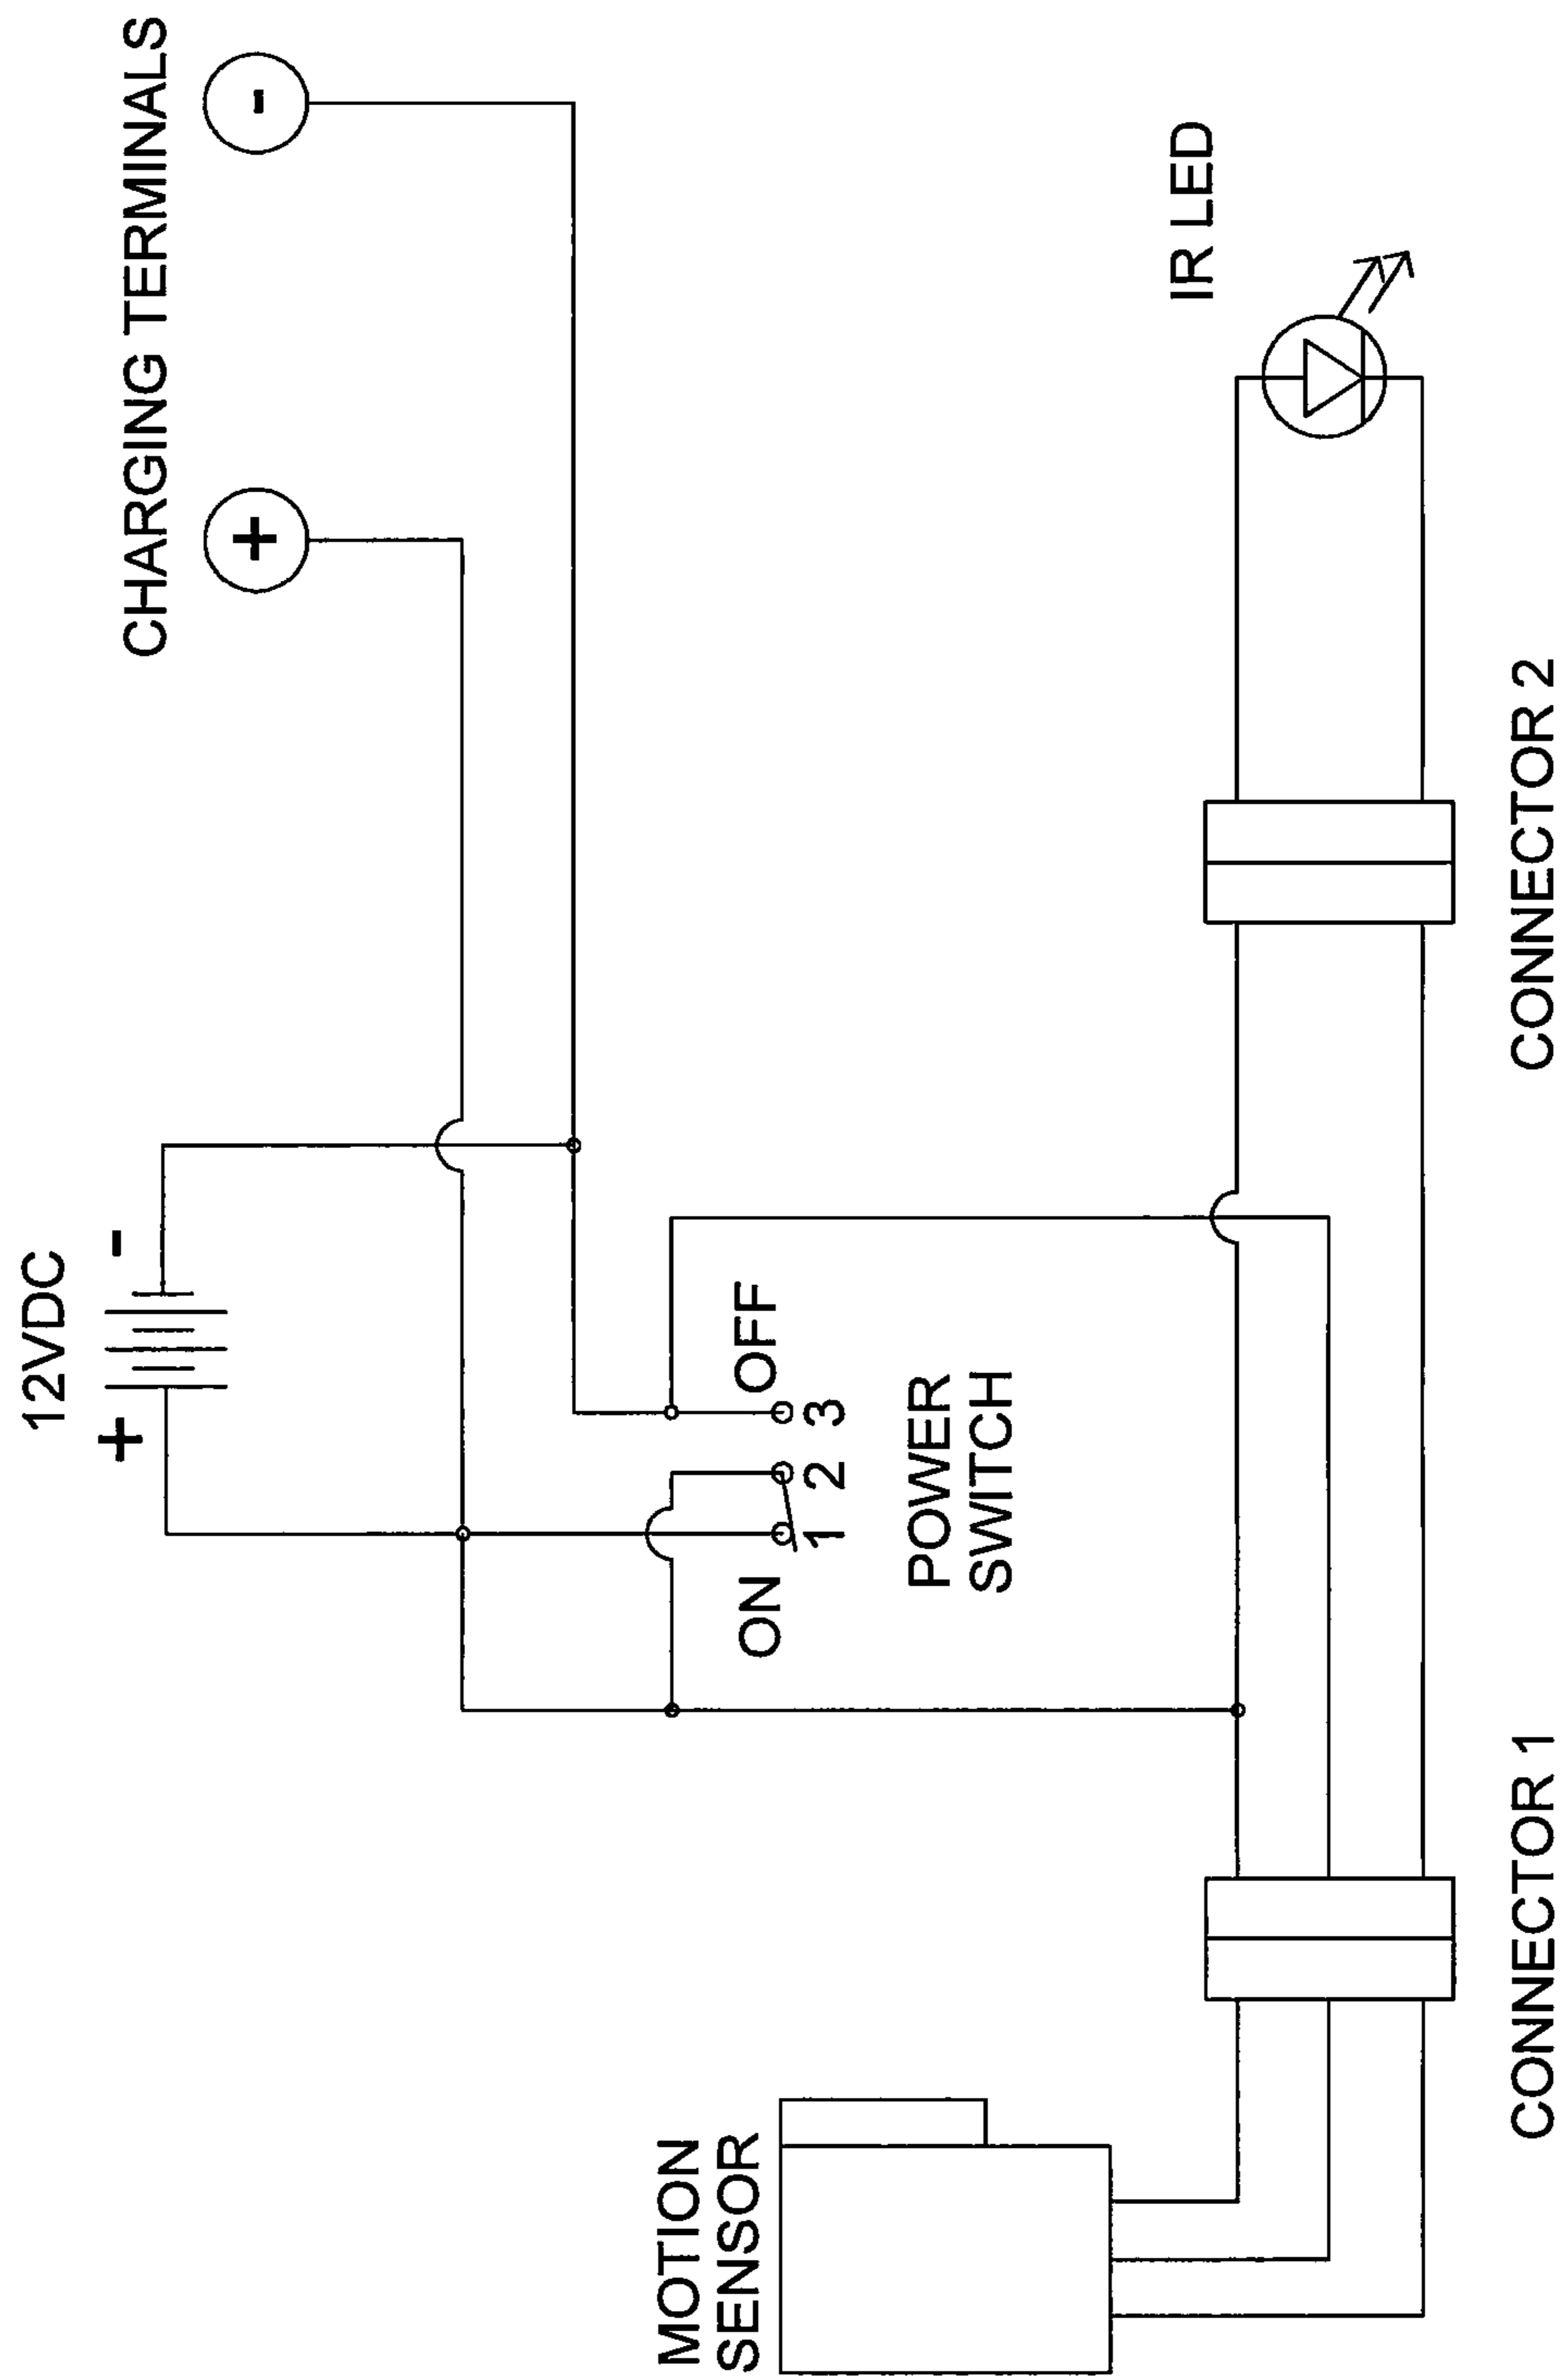 12VDC
+
-
CHARGING TERMINALS
+
-
ON
OFF
1
2
3
POWER
SWITCH
MOTION
SENSOR
IR LED
CONNECTOR 1
CONNECTOR 2